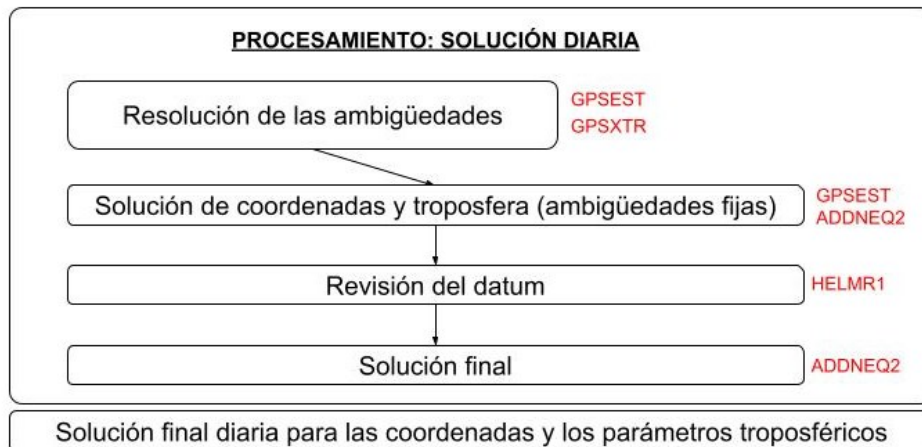 PROCESAMIENTO: SOLUCIÓN DIARIA
Resolución de las ambigüedades
GPSEST
GPSXTR
Solución de coordenadas y troposfera (ambigüedades fijas)
GPSEST
ADDNEQ2
Revisión del datum
HELMR1
Solución final
ADDNEQ2
Solución final diaria para las coordenadas y los parámetros troposféricos